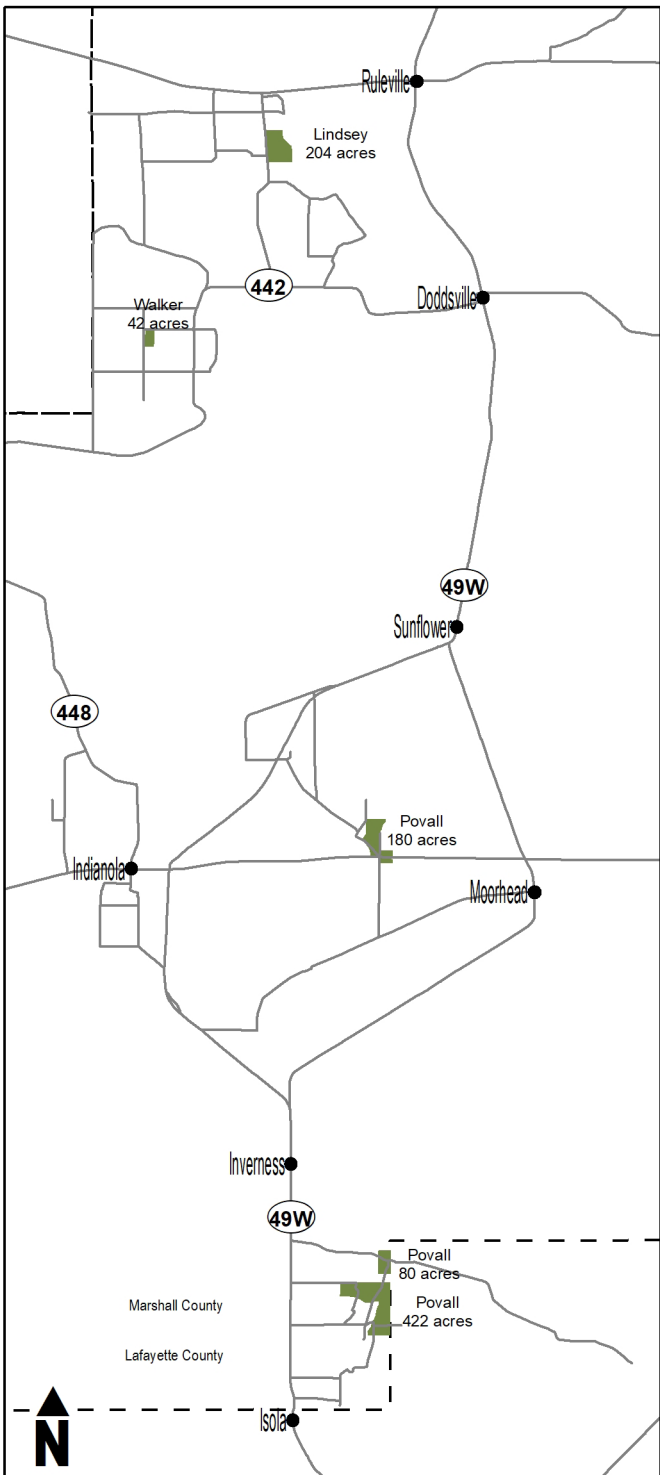 Ruleville
Lindsey
204 acres
442
Doddsville
Walker
42 acres
49W
Sunflower
448
Povall
180 acres
Indianola
Moorhead
Inverness
49W
Povall
80 acres
Marshall County
Povall
422 acres
Lafayette County
Isola
N